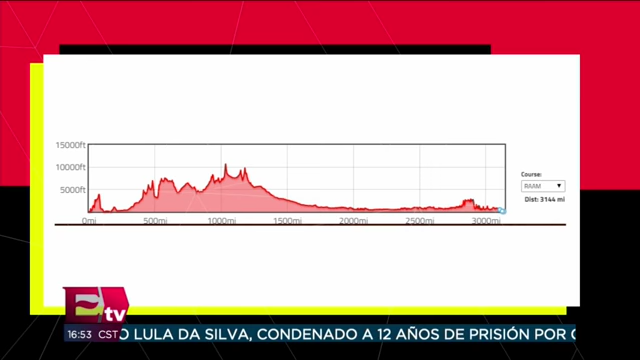 15000ft
10000ft
5000ft
0mi 500mi 1000mi 1500mi 2000mi 2500mi 3000mi
Course:
RAAM
Dist: 3144 mi
tv
16:53 CST
O LULA DA SILVA, CONDENADO A 12 AÑOS DE PRISIÓN POR